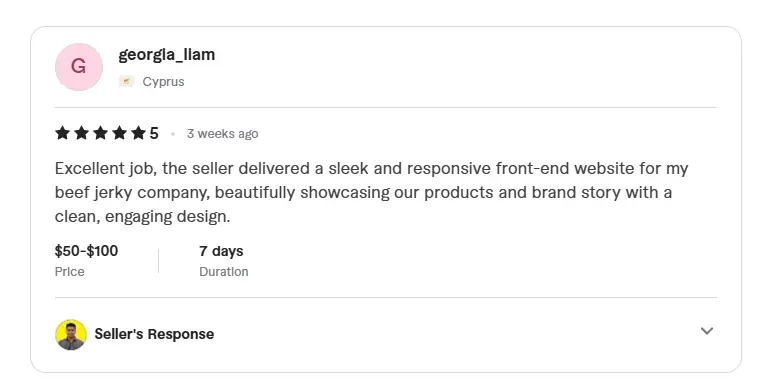 G
georgia_liam
Cyprus
5
3 weeks ago
Excellent job, the seller delivered a sleek and responsive front-end website for my
beef jerky company, beautifully showcasing our products and brand story with a
clean, engaging design.
$50-$100
Price
7 days
Duration
Seller's Response